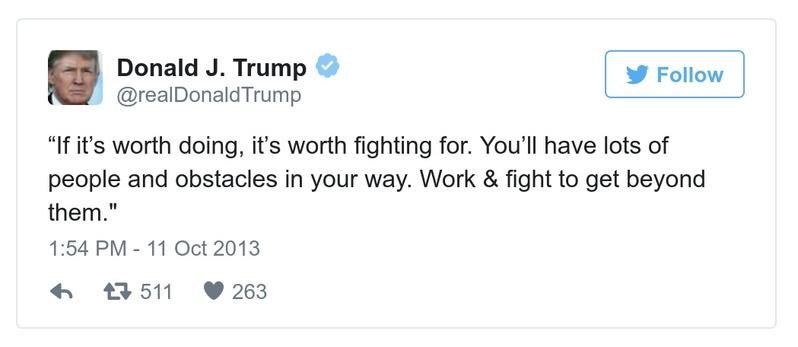 Donald J. Trump
@realDonaldTrump
Follow
“If it’s worth doing, it’s worth fighting for. You’ll have lots of
people and obstacles in your way. Work & fight to get beyond
them."
1:54 PM - 11 Oct 2013
511 263